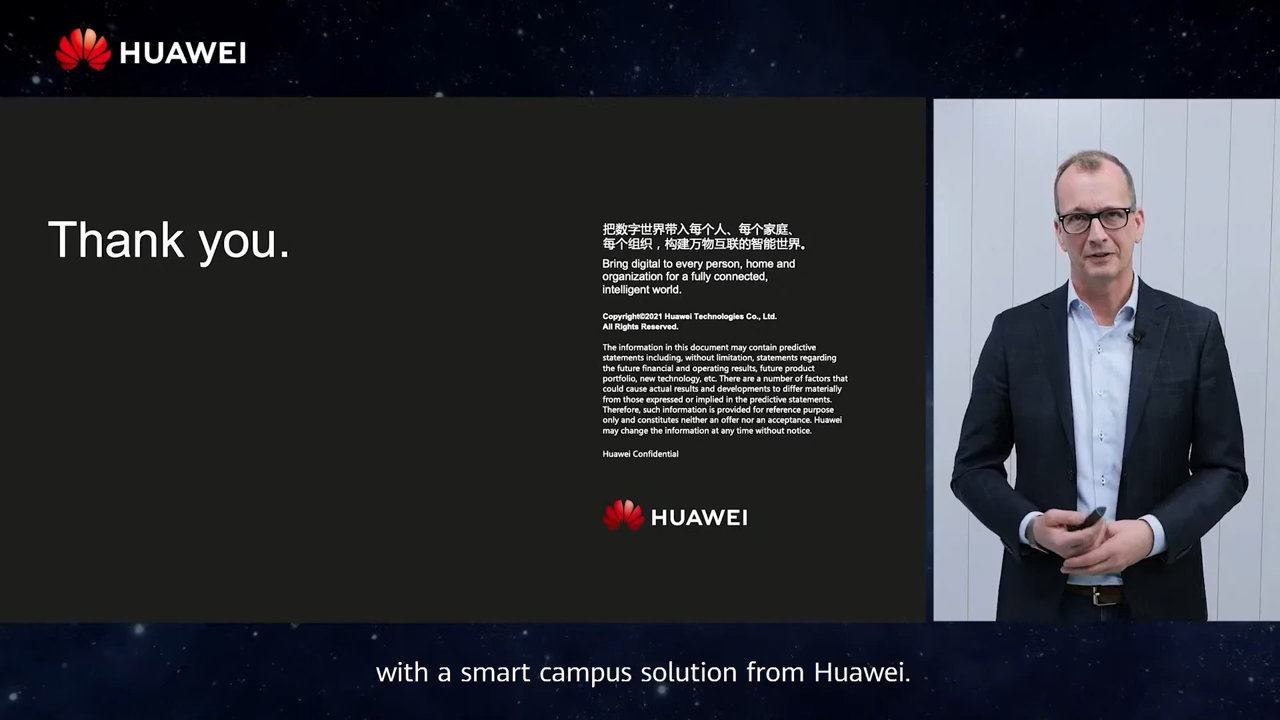 HUAWEI
Thank you.
把数字世界带入每个人、每个家庭、
每个组织，构建万物互联的智能世界。
Bring digital to every person, home and
organization for a fully connected,
intelligent world.
Copyright©2021 Huawei Technologies Co., Ltd.
All Rights Reserved.
The information in this document may contain predictive
statements including, without limitation, statements regarding
the future financial and operating results, future product
portfolio, new technology, etc. There are a number of factors that
could cause actual results and developments to differ materially
from those expressed or implied in the predictive statements.
Therefore, such information is provided for reference purpose
only and constitutes neither an offer nor an acceptance. Huawei
may change the information at any time without notice.
Huawei Confidential
HUAWEI
with a smart campus solution from Huawei.